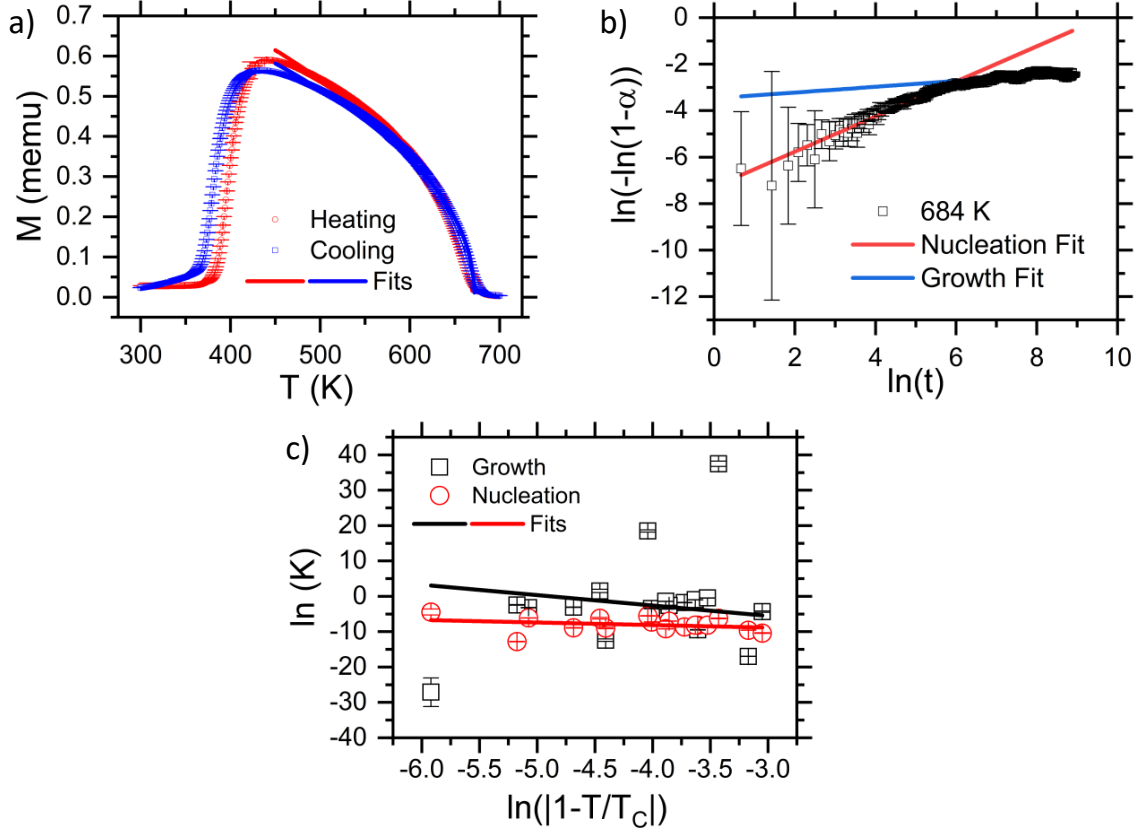 a)
M (memu)
0.7
0.6
0.5
0.4
0.3
0.2
0.1
0.0
Heating
Cooling
Fits
300 400 500 600 700
T (K)
b)
ln(-ln(1-α))
0
-2
-4
-6
-8
-10
-12
684 K
Nucleation Fit
Growth Fit
0 2 4 6 8 10
ln(t)
c)
ln (K)
40
30
20
10
0
-10
-20
-30
-40
Growth
Nucleation
Fits
-6.0 -5.5 -5.0 -4.5 -4.0 -3.5 -3.0
ln(|1-T/T_C|)